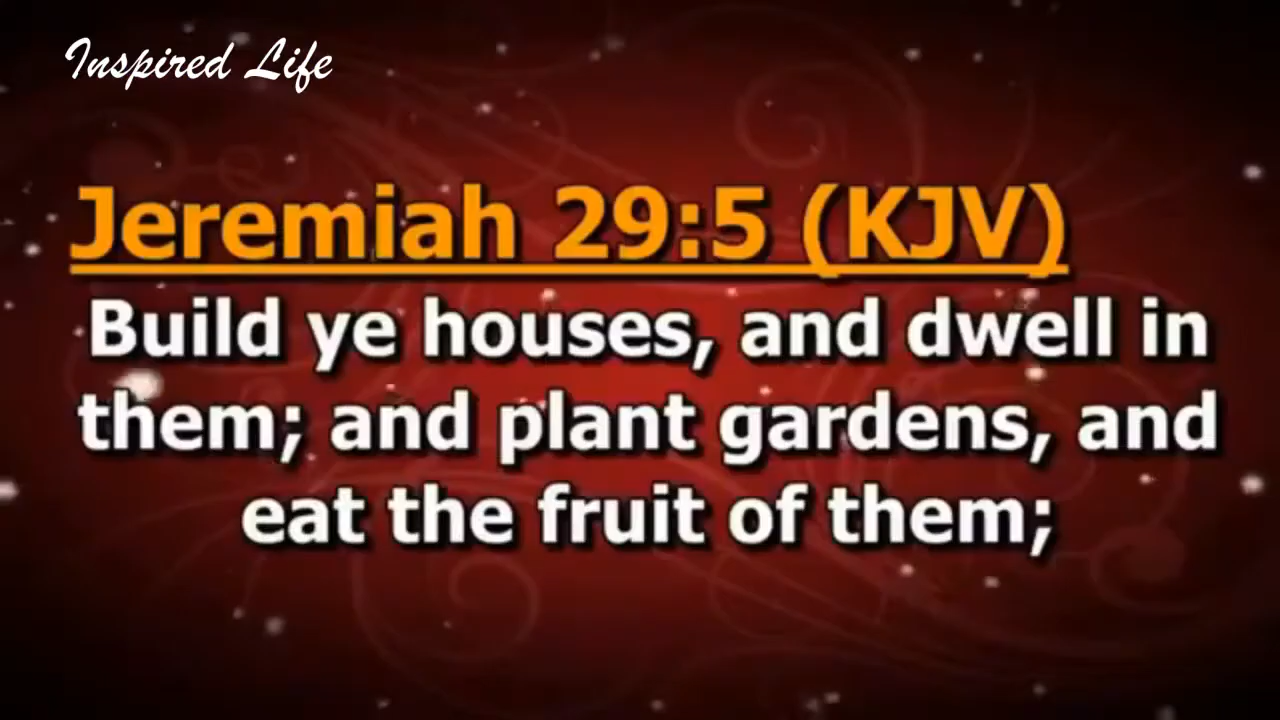 Inspired Life
Jeremiah 29:5 (KJV)
Build ye houses, and dwell in
them; and plant gardens, and
eat the fruit of them;